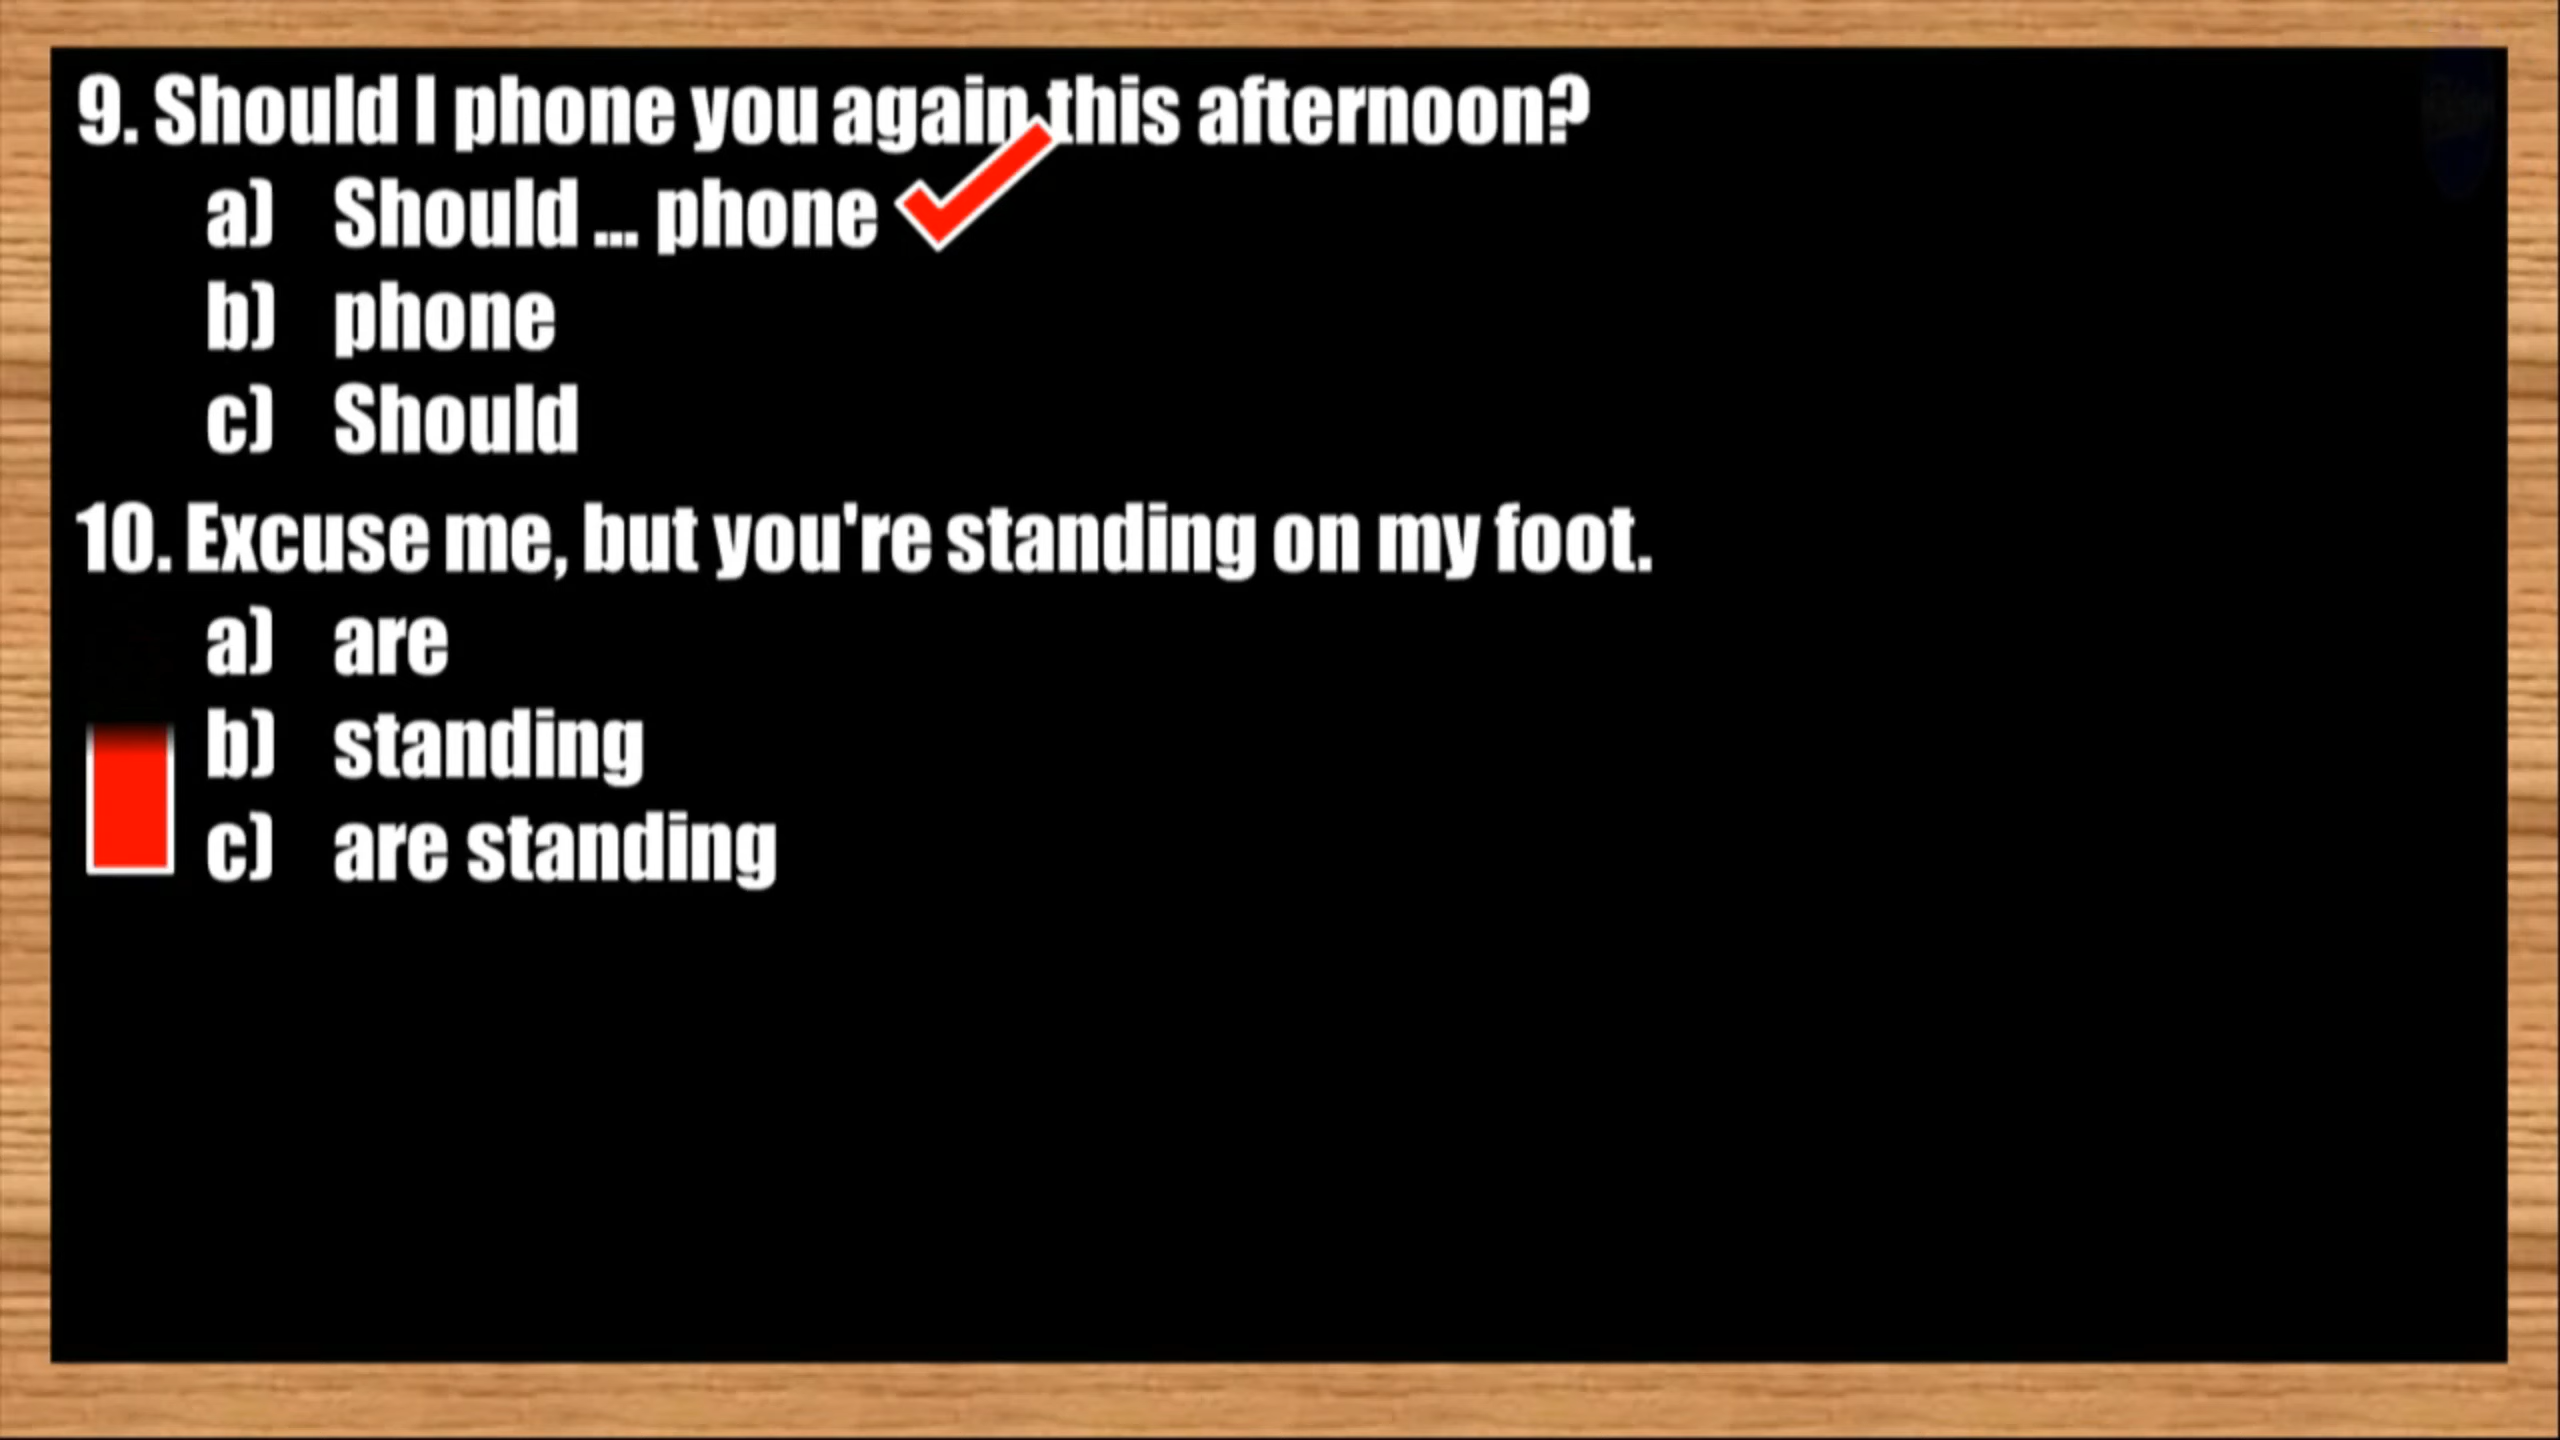 9. Should I phone you again this afternoon?
a) Should ... phone
b) phone
c) Should
10. Excuse me, but you're standing on my foot.
a) are
b) standing
c) are standing